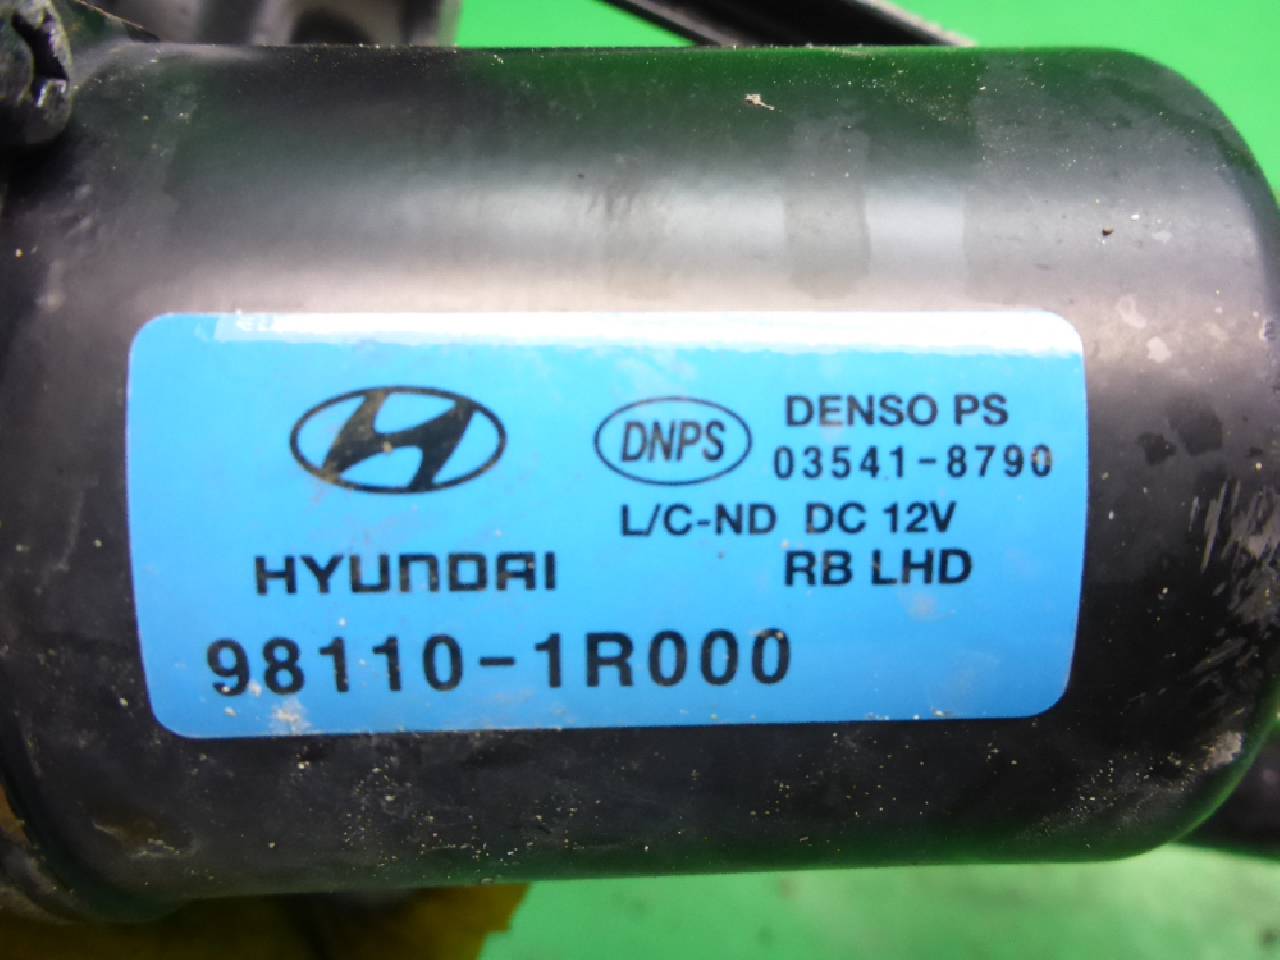 DNPS DENSO PS
03541-8790
L/C-ND DC 12V
HYUNDAI RB LHD
98110-1R000